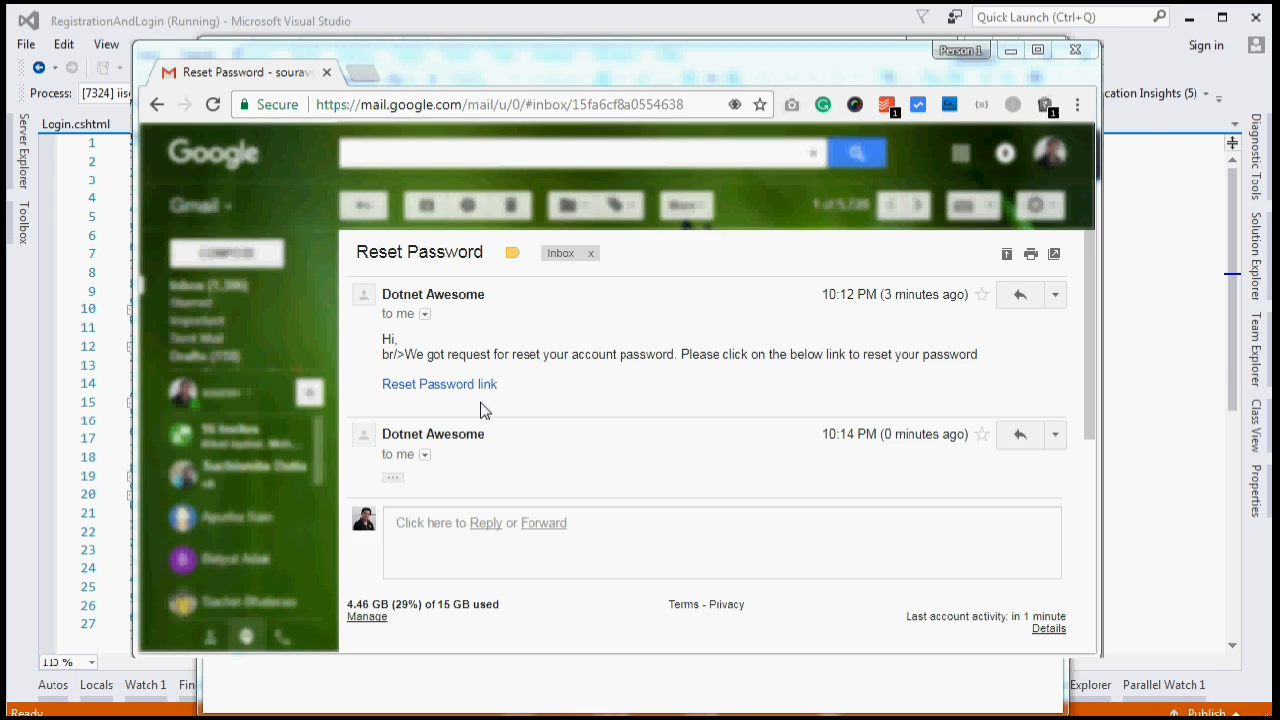 RegistrationAndLogin (Running) - Microsoft Visual Studio
Quick Launch (Ctrl+Q)
File Edit View
Sign in
Person 1
Reset Password - sourav
Process: [7324] iis
cation Insights (5)
Secure https://mail.google.com/mail/u/0/#inbox/15fa6cf8a0554638
1
1
Login.cshtml
Server Explorer
Toolbox
Diagnostic Tools
Solution Explorer
Team Explorer
Class View
Properties
1
2
3
4
5
6
7
8
9
10
11
12
13
14
15
16
17
18
19
20
21
22
23
24
25
26
27
Google
Gmail
Reset Password Inbox x
Dotnet Awesome 10:12 PM (3 minutes ago)
to me
Hi,
br/>We got request for reset your account password. Please click on the below link to reset your password
Reset Password link
Dotnet Awesome 10:14 PM (0 minutes ago)
to me
...
Click here to Reply or Forward
4.46 GB (29%) of 15 GB used
Manage
Terms - Privacy
Last account activity: in 1 minute
Details
Autos Locals Watch 1 Fin
Explorer Parallel Watch 1
Ready
Publish